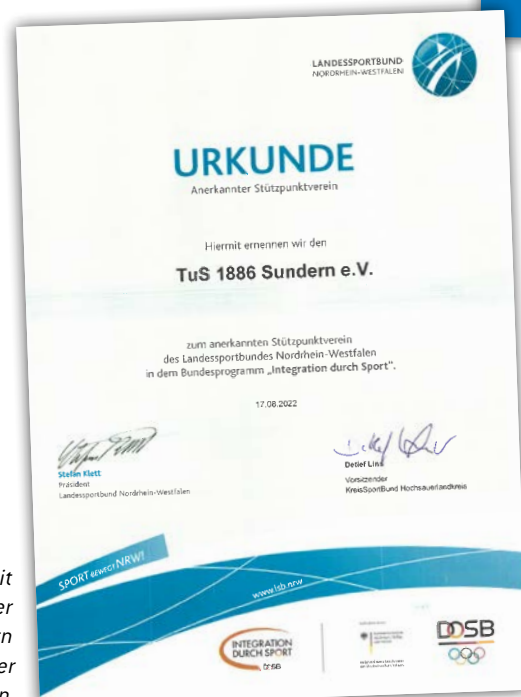 LANDESSPORTBUND
NORDRHEIN-WESTFALEN
URKUNDE
Anerkannter Stützpunktverein
Hiermit ernennen wir den
TuS 1886 Sundern e.V.
zum anerkannten Stützpunktverein
des Landessportbundes Nordrhein-Westfalen
in dem Bundesprogramm „Integration durch Sport“.
17.08.2022
Stefan Klett
Präsident
Landessportbund Nordrhein-Westfalen
Detlef Lins
Vorsitzender
KreisSportBund Hochsauerlandkreis
SPORT BEWEGT NRW!
www.lsb.nrw
INTEGRATION
DURCH SPORT
DOSB
DOSB